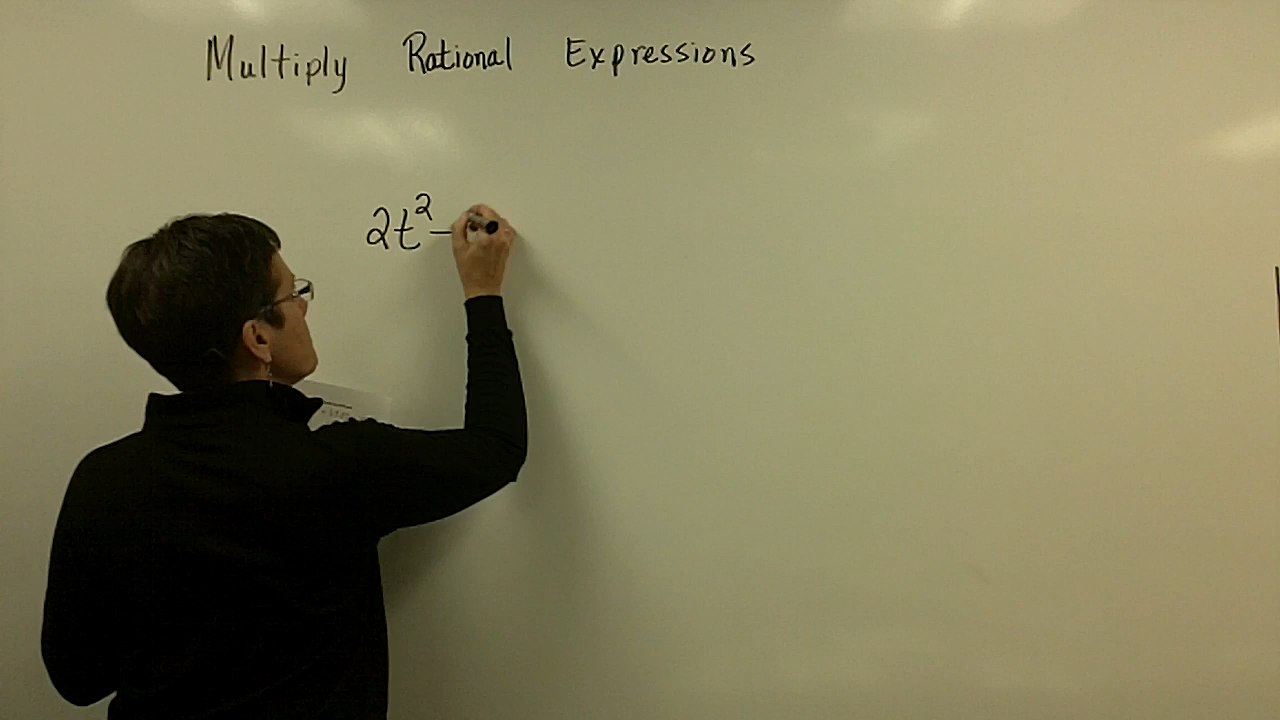 Multiply Rational Expressions
2t² –